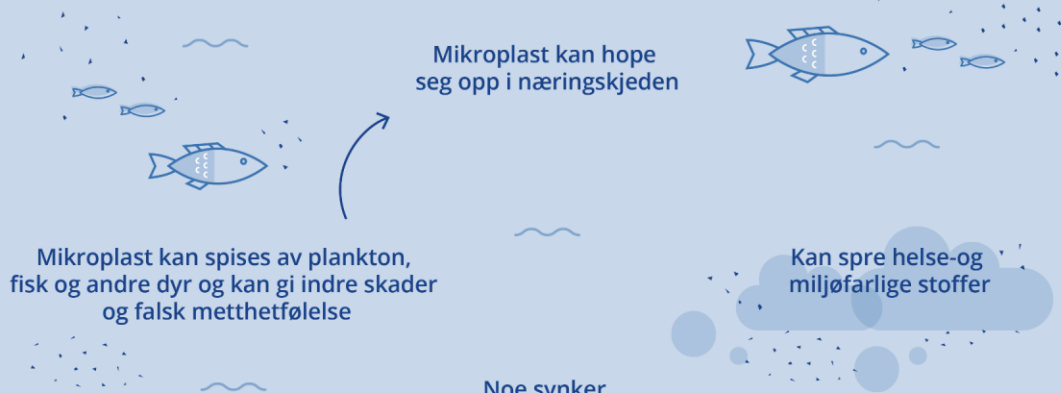 Mikroplast kan hope
seg opp i næringskjeden
Mikroplast kan spises av plankton,
fisk og andre dyr og kan gi indre skader
og falsk metthetfølelse
Kan spre helse-og
miljøfarlige stoffer
Noe synker